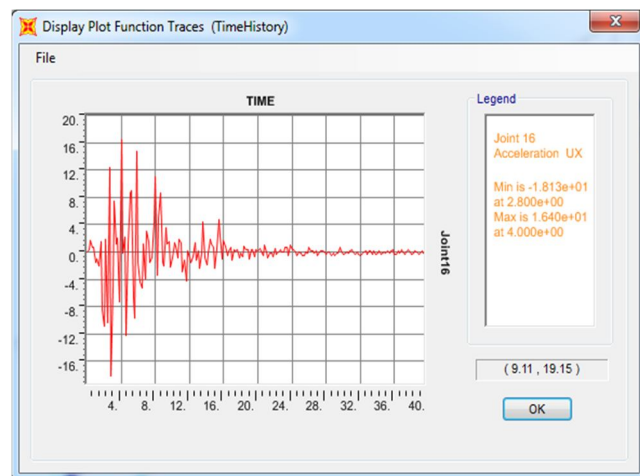 Display Plot Function Traces (TimeHistory)
File
TIME
20.
16.
12.
8.
4.
0.
-4.
-8.
-12.
-16.
4.
8.
12.
16.
20.
24.
28.
32.
36.
40.
Joint16
Legend
Joint 16
Acceleration UX
Min is -1.813e+01
at 2.800e+00
Max is 1.640e+01
at 4.000e+00
( 9.11 , 19.15 )
OK